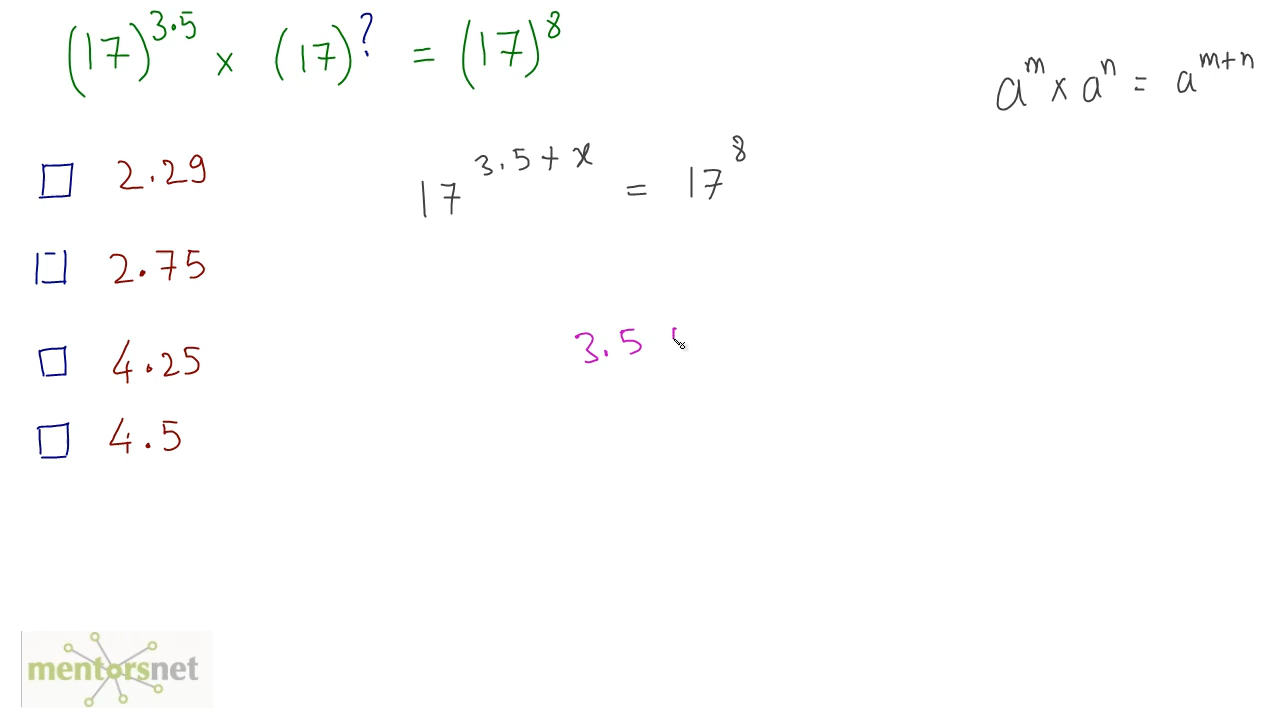 (17)^3.5 x (17)^? = (17)^8
a^m x a^n = a^m+n
17^3.5+x = 17^8
□ 2.29
□ 2.75
□ 4.25
□ 4.5
3.5
mentorsnet